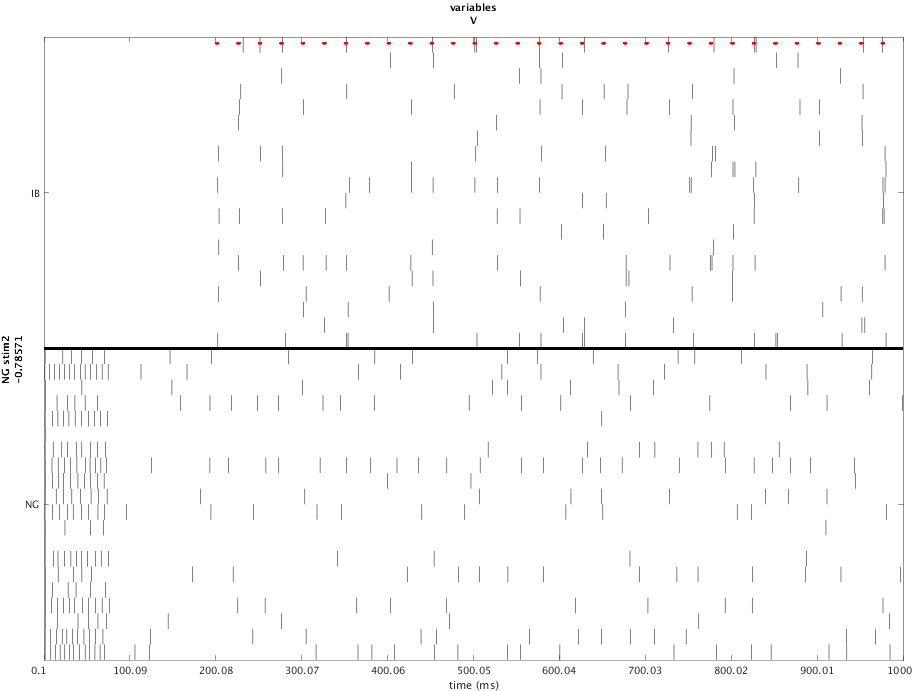 variables
V
IB
NG stim2
-0.78571
NG
0.1
100.09
200.08
300.07
400.06
500.05
600.04
700.03
800.02
900.01
1000
time (ms)